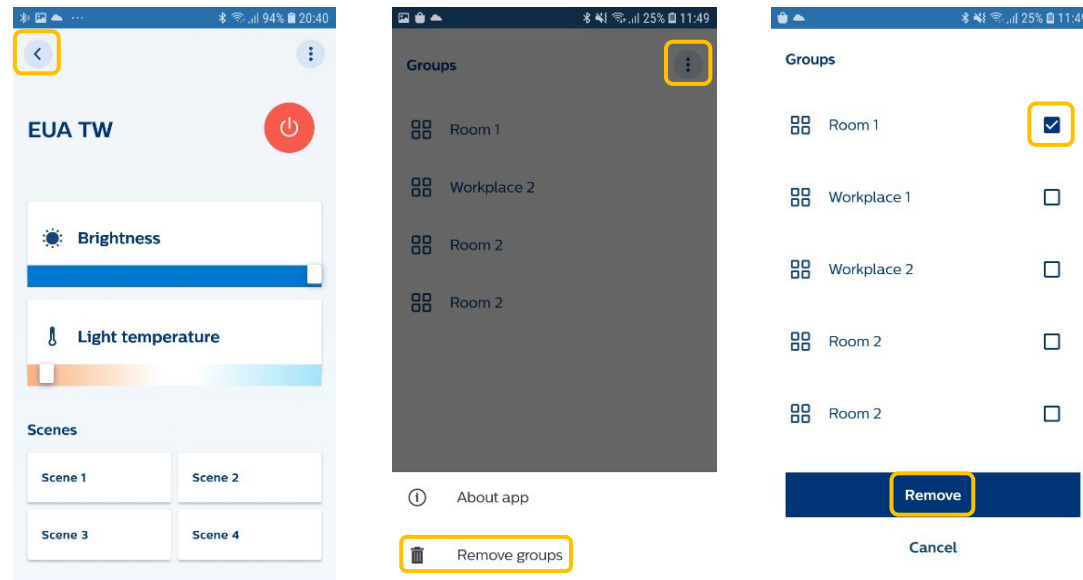 94% 20:40
EUA TW
Brightness
Light temperature
Scenes
Scene 1
Scene 2
Scene 3
Scene 4
25% 11:49
Groups
Room 1
Workplace 2
Room 2
Room 2
About app
Remove groups
25% 11:49
Groups
Room 1
Workplace 1
Workplace 2
Room 2
Room 2
Remove
Cancel